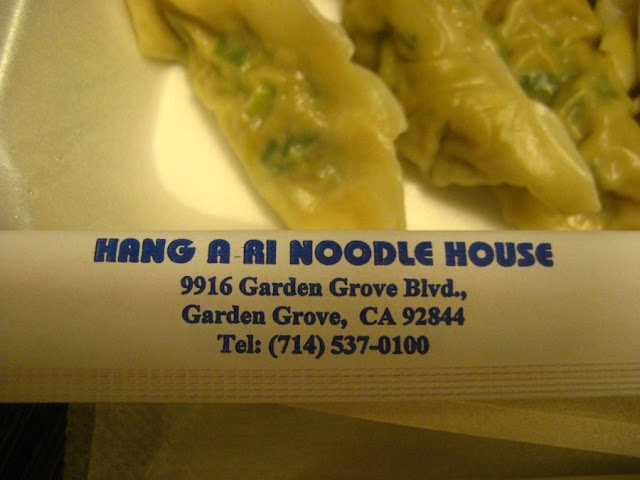 HANG A RI NOODLE HOUSE
9916 Garden Grove Blvd.,
Garden Grove, CA 92844
Tel: (714) 537-0100